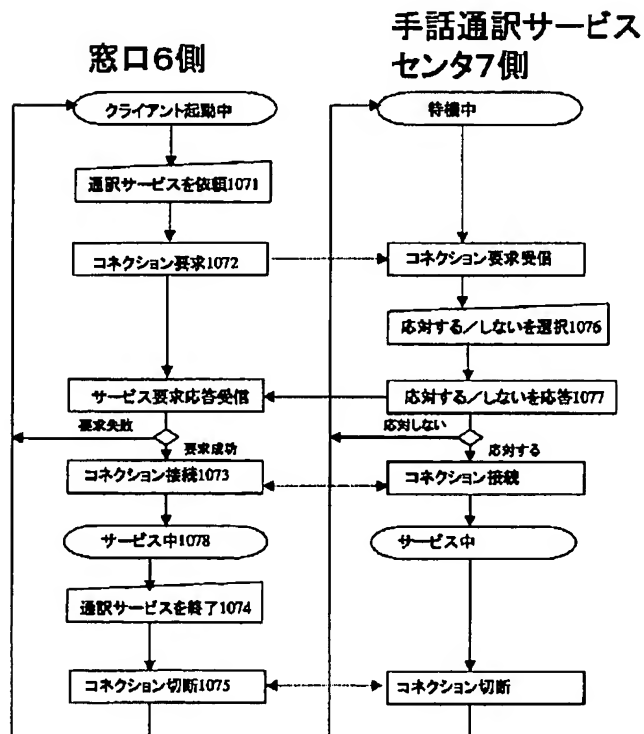 窓口6側
手話通訳サービス
センタ7側
クライアント起動中
待機中
通訳サービスを依頼1071
コネクション要求1072
コネクション要求受信
応対する/しないを選択1076
サービス要求応答受信
応対する/しないを応答1077
要求失敗
応対しない
要求成功
応対する
コネクション接続1073
コネクション接続
サービス中1078
サービス中
通訳サービスを終了1074
コネクション切断1075
コネクション切断